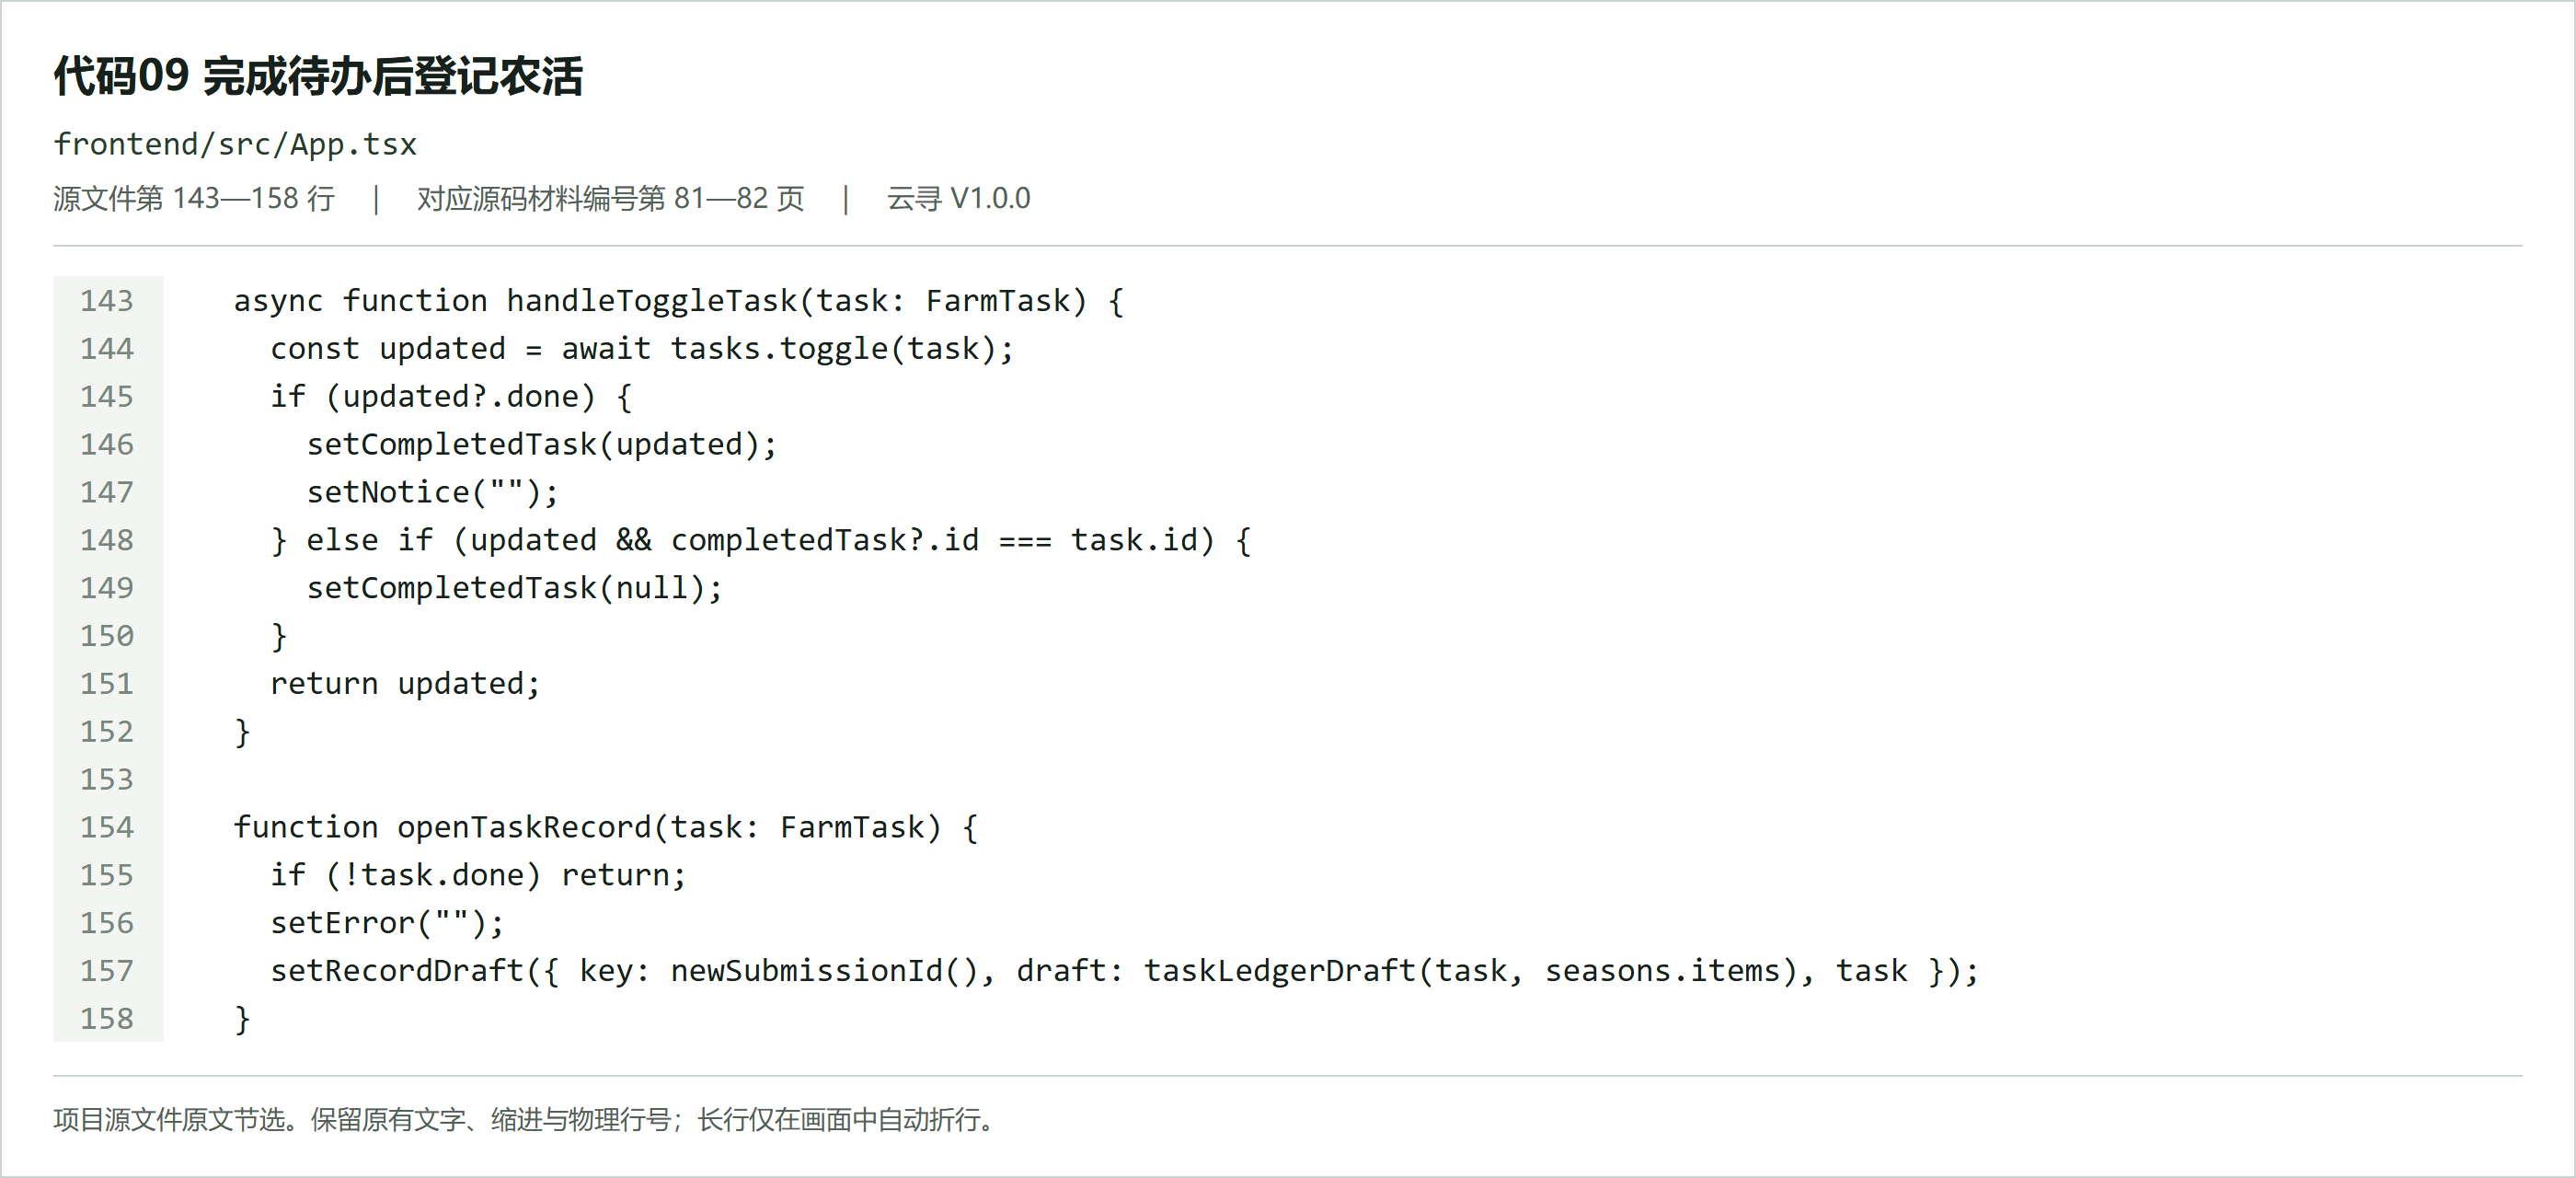 代码09 完成待办后登记农活
frontend/src/App.tsx
源文件第 143—158 行 | 对应源码材料编号第 81—82 页 | 云寻 V1.0.0
143 async function handleToggleTask(task: FarmTask) {
144 const updated = await tasks.toggle(task);
145 if (updated?.done) {
146 setCompletedTask(updated);
147 setNotice("");
148 } else if (updated && completedTask?.id === task.id) {
149 setCompletedTask(null);
150 }
151 return updated;
152 }
153
154 function openTaskRecord(task: FarmTask) {
155 if (!task.done) return;
156 setError("");
157 setRecordDraft({ key: newSubmissionId(), draft: taskLedgerDraft(task, seasons.items), task });
158 }
项目源文件原文节选。保留原有文字、缩进与物理行号；长行仅在画面中自动折行。